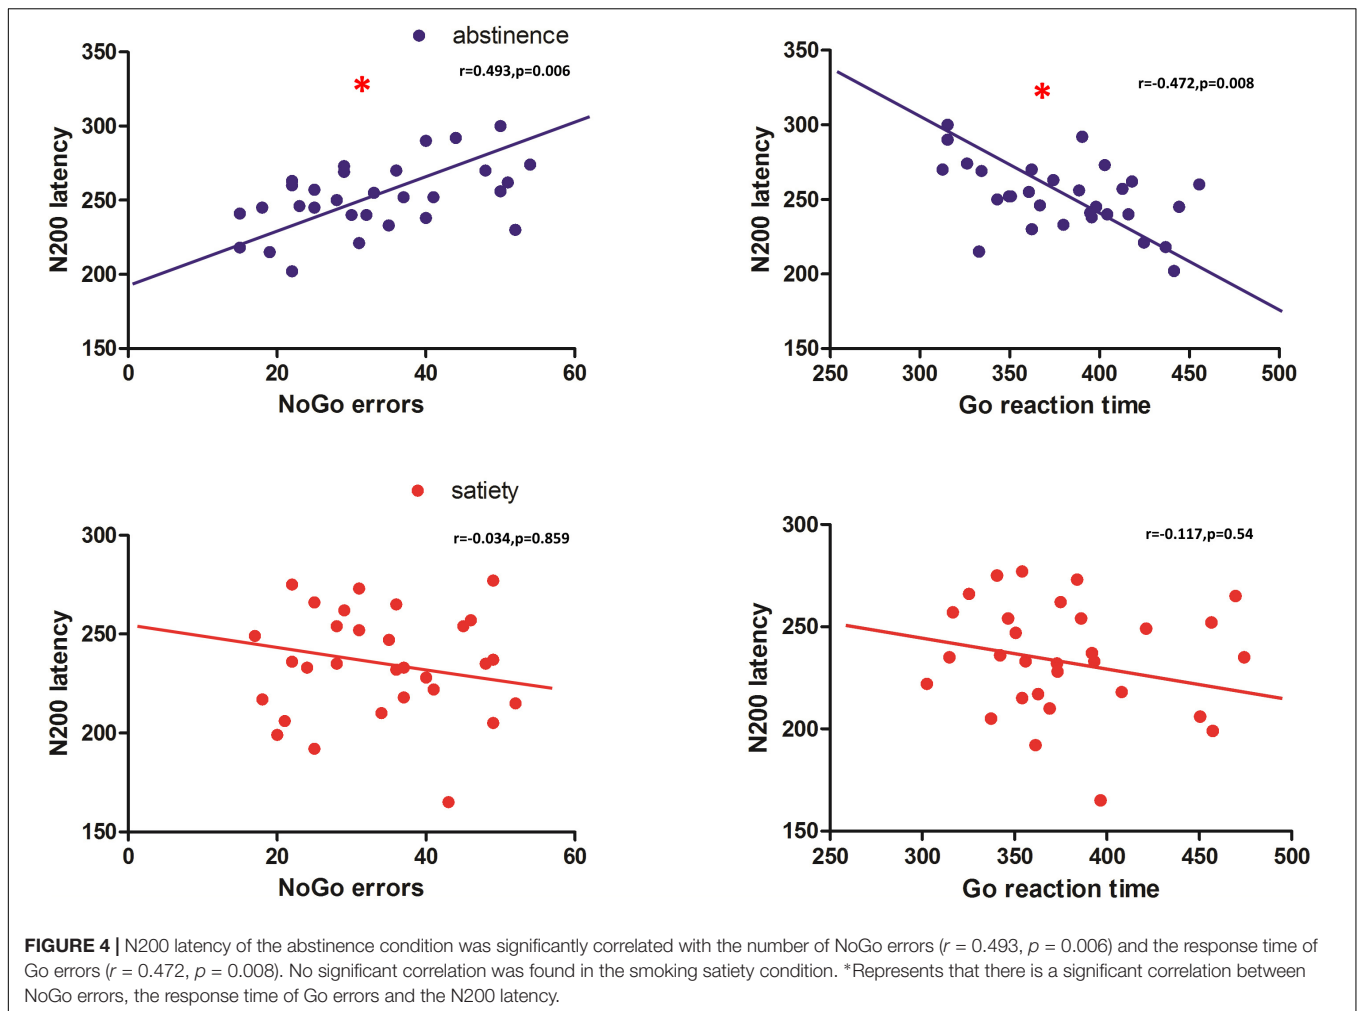 abstinence
r=0.493,p=0.006
*
350
300
250
200
150
N200 latency
0 20 40 60
NoGo errors
r=-0.472,p=0.008
*
350
300
250
200
150
N200 latency
250 300 350 400 450 500
Go reaction time
satiety
r=-0.034,p=0.859
300
250
200
150
N200 latency
0 20 40 60
NoGo errors
r=-0.117,p=0.54
300
250
200
150
N200 latency
250 300 350 400 450 500
Go reaction time
FIGURE 4 | N200 latency of the abstinence condition was significantly correlated with the number of NoGo errors (r = 0.493, p = 0.006) and the response time of
Go errors (r = 0.472, p = 0.008). No significant correlation was found in the smoking satiety condition. *Represents that there is a significant correlation between
NoGo errors, the response time of Go errors and the N200 latency.